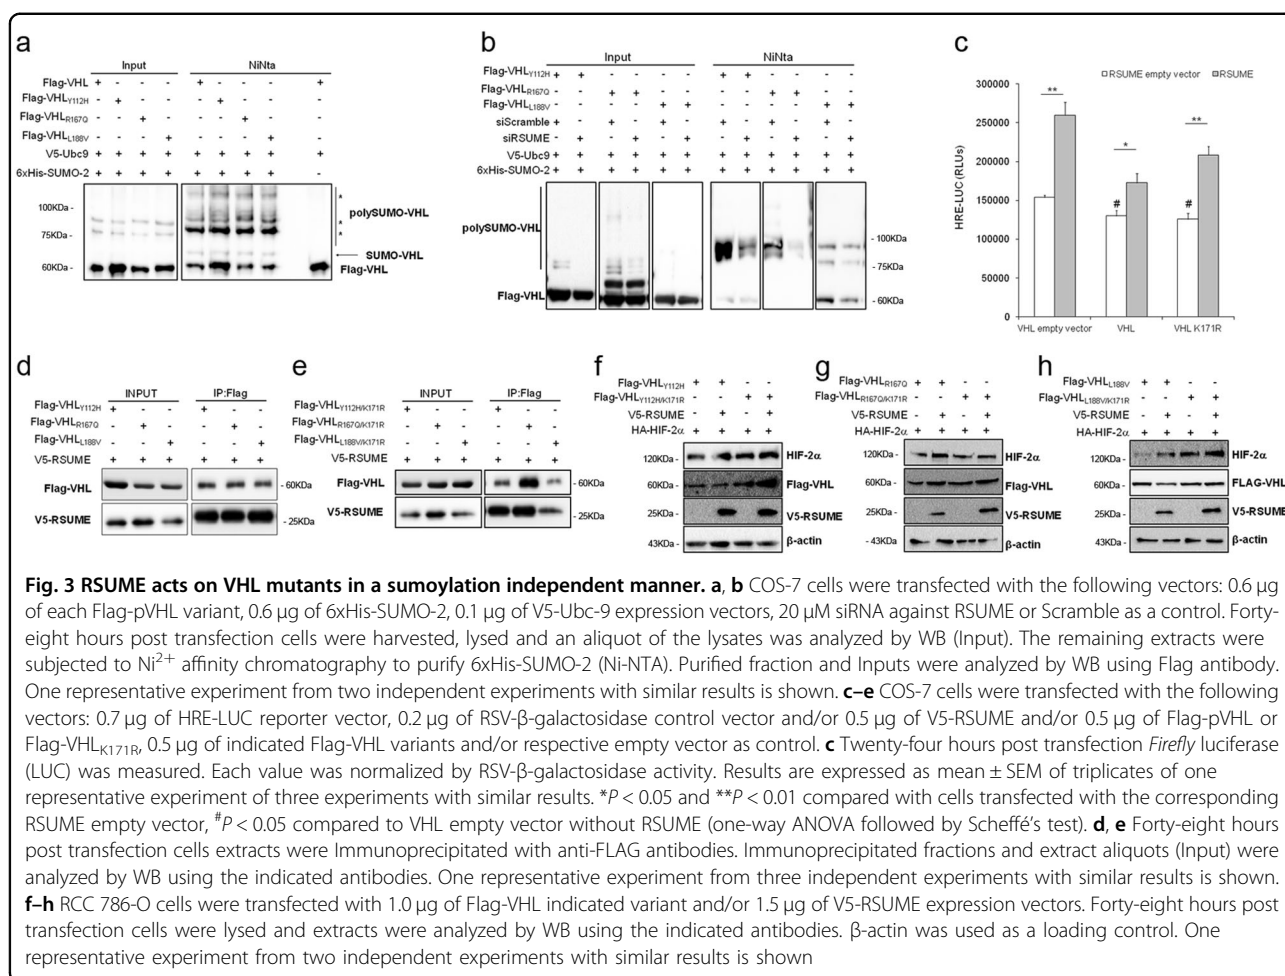 a
Input NiNta
Flag-VHL + - - - + - - - +
Flag-VHLY112H - + - - - + - - -
Flag-VHLR167Q - - + - - - + - -
Flag-VHLL188V - - - + - - - + -
V5-Ubc9 + + + + + + + + +
6xHis-SUMO-2 + + + + + + + + -
100KDa -
75KDa -
60KDa -
*
*
*
polySUMO-VHL
SUMO-VHL
Flag-VHL
b
Input NiNta
Flag-VHLY112H + + - - - - + + - - - -
Flag-VHLR167Q - - + + - - - - + + - -
Flag-VHLL188V - - - - + + - - - - + +
siScramble + - + - + - + - + - + -
siRSUME - + - + - + - + - + - +
V5-Ubc9 + + + + + + + + + + + +
6xHis-SUMO-2 + + + + + + + + + + + +
polySUMO-VHL
Flag-VHL
- 100KDa
- 75KDa
- 60KDa
c
RSUME empty vector RSUME
HRE-LUC (RLUs)
300000
250000
200000
150000
100000
50000
0
**
*
**
# #
VHL empty vector VHL VHL K171R
d
INPUT IP:Flag
Flag-VHLY112H + - - + - -
Flag-VHLR167Q - + - - + -
Flag-VHLL188V - - + - - +
V5-RSUME + + + + + +
Flag-VHL - 60KDa
V5-RSUME - 25KDa
e
INPUT IP:Flag
Flag-VHLY112H/K171R + - - + - -
Flag-VHLR167Q/K171R - + - - + -
Flag-VHLL188V/K171R - - + - - +
V5-RSUME + + + + + +
Flag-VHL - 60KDa
V5-RSUME - 25KDa
f
Flag-VHLY112H + + - -
Flag-VHLY112H/K171R - - + +
V5-RSUME - + - +
HA-HIF-2α + + + +
120KDa - HIF-2α
60KDa - Flag-VHL
25KDa - V5-RSUME
43KDa - β-actin
g
Flag-VHLR167Q + + - -
Flag-VHLR167Q/K171R - - + +
V5-RSUME - + - +
HA-HIF-2α + + + +
120KDa - HIF-2α
60KDa - Flag-VHL
25KDa - V5-RSUME
- 43KDa - β-actin
h
Flag-VHLL188V + + - -
Flag-VHLL188V/K171R - - + +
V5-RSUME - + - +
HA-HIF-2α + + + +
120KDa - HIF-2α
60KDa - FLAG-VHL
25KDa - V5-RSUME
43KDa - β-actin
Fig. 3 RSUME acts on VHL mutants in a sumoylation independent manner. a, b COS-7 cells were transfected with the following vectors: 0.6 µg
of each Flag-pVHL variant, 0.6 µg of 6xHis-SUMO-2, 0.1 µg of V5-Ubc-9 expression vectors, 20 µM siRNA against RSUME or Scramble as a control. Forty-
eight hours post transfection cells were harvested, lysed and an aliquot of the lysates was analyzed by WB (Input). The remaining extracts were
subjected to Ni2+ affinity chromatography to purify 6xHis-SUMO-2 (Ni-NTA). Purified fraction and Inputs were analyzed by WB using Flag antibody.
One representative experiment from two independent experiments with similar results is shown. c–e COS-7 cells were transfected with the following
vectors: 0.7 µg of HRE-LUC reporter vector, 0.2 µg of RSV-β-galactosidase control vector and/or 0.5 µg of V5-RSUME and/or 0.5 µg of Flag-pVHL or
Flag-VHLK171R, 0.5 µg of indicated Flag-VHL variants and/or respective empty vector as control. c Twenty-four hours post transfection Firefly luciferase
(LUC) was measured. Each value was normalized by RSV-β-galactosidase activity. Results are expressed as mean ± SEM of triplicates of one
representative experiment of three experiments with similar results. *P < 0.05 and **P < 0.01 compared with cells transfected with the corresponding
RSUME empty vector, #P < 0.05 compared to VHL empty vector without RSUME (one-way ANOVA followed by Scheffé's test). d, e Forty-eight hours
post transfection cells extracts were Immunoprecipitated with anti-FLAG antibodies. Immunoprecipitated fractions and extract aliquots (Input) were
analyzed by WB using the indicated antibodies. One representative experiment from three independent experiments with similar results is shown.
f–h RCC 786-O cells were transfected with 1.0 µg of Flag-VHL indicated variant and/or 1.5 µg of V5-RSUME expression vectors. Forty-eight hours post
transfection cells were lysed and extracts were analyzed by WB using the indicated antibodies. β-actin was used as a loading control. One
representative experiment from two independent experiments with similar results is shown